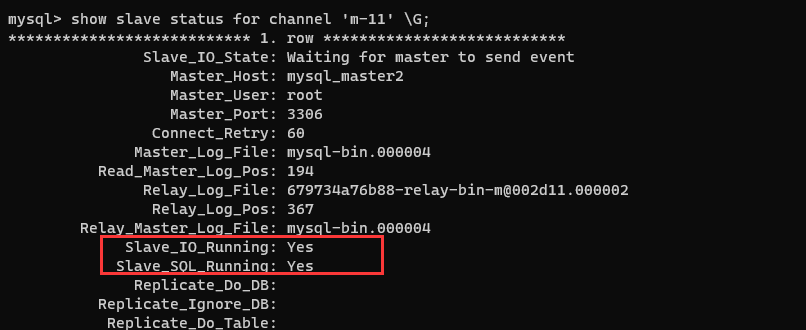 mysql> show slave status for channel 'm-11' \G;
*************************** 1. row ***************************
Slave_IO_State: Waiting for master to send event
Master_Host: mysql_master2
Master_User: root
Master_Port: 3306
Connect_Retry: 60
Master_Log_File: mysql-bin.000004
Read_Master_Log_Pos: 194
Relay_Log_File: 679734a76b88-relay-bin-m@002d11.000002
Relay_Log_Pos: 367
Relay_Master_Log_File: mysql-bin.000004
Slave_IO_Running: Yes
Slave_SQL_Running: Yes
Replicate_Do_DB:
Replicate_Ignore_DB:
Replicate_Do_Table: